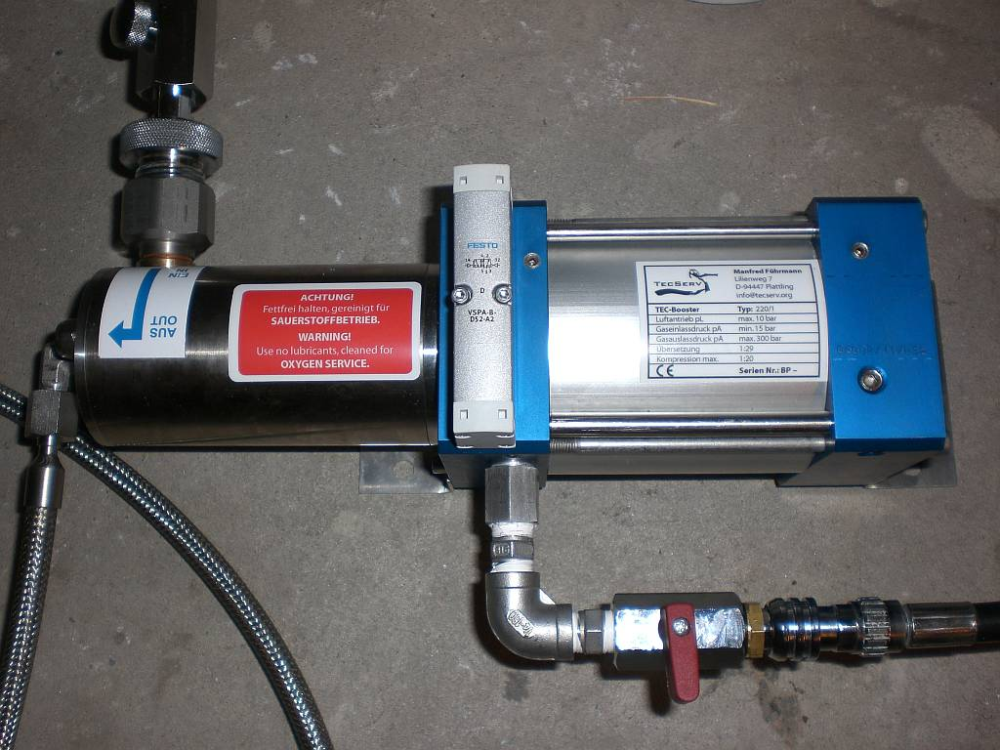 EIN
IN
AUS
OUT
ACHTUNG!
Fettfrei halten, gereinigt für
SAUERSTOFFBETRIEB.
WARNING!
Use no lubricants, cleaned for
OXYGEN SERVICE.
FESTO
D
VSPA-B-
D52-A2
TECSERV
Manfred Führmann
Lilienweg 7
D-94447 Plattling
info@tecserv.org
TEC-Booster Typ: 220/1
Luftantrieb pL max. 10 bar
Gaseinlassdruck pA min. 15 bar
Gasauslassdruck pA max. 300 bar
Übersetzung 1:29
Kompression max. 1:20
CE Serien Nr.: BP –